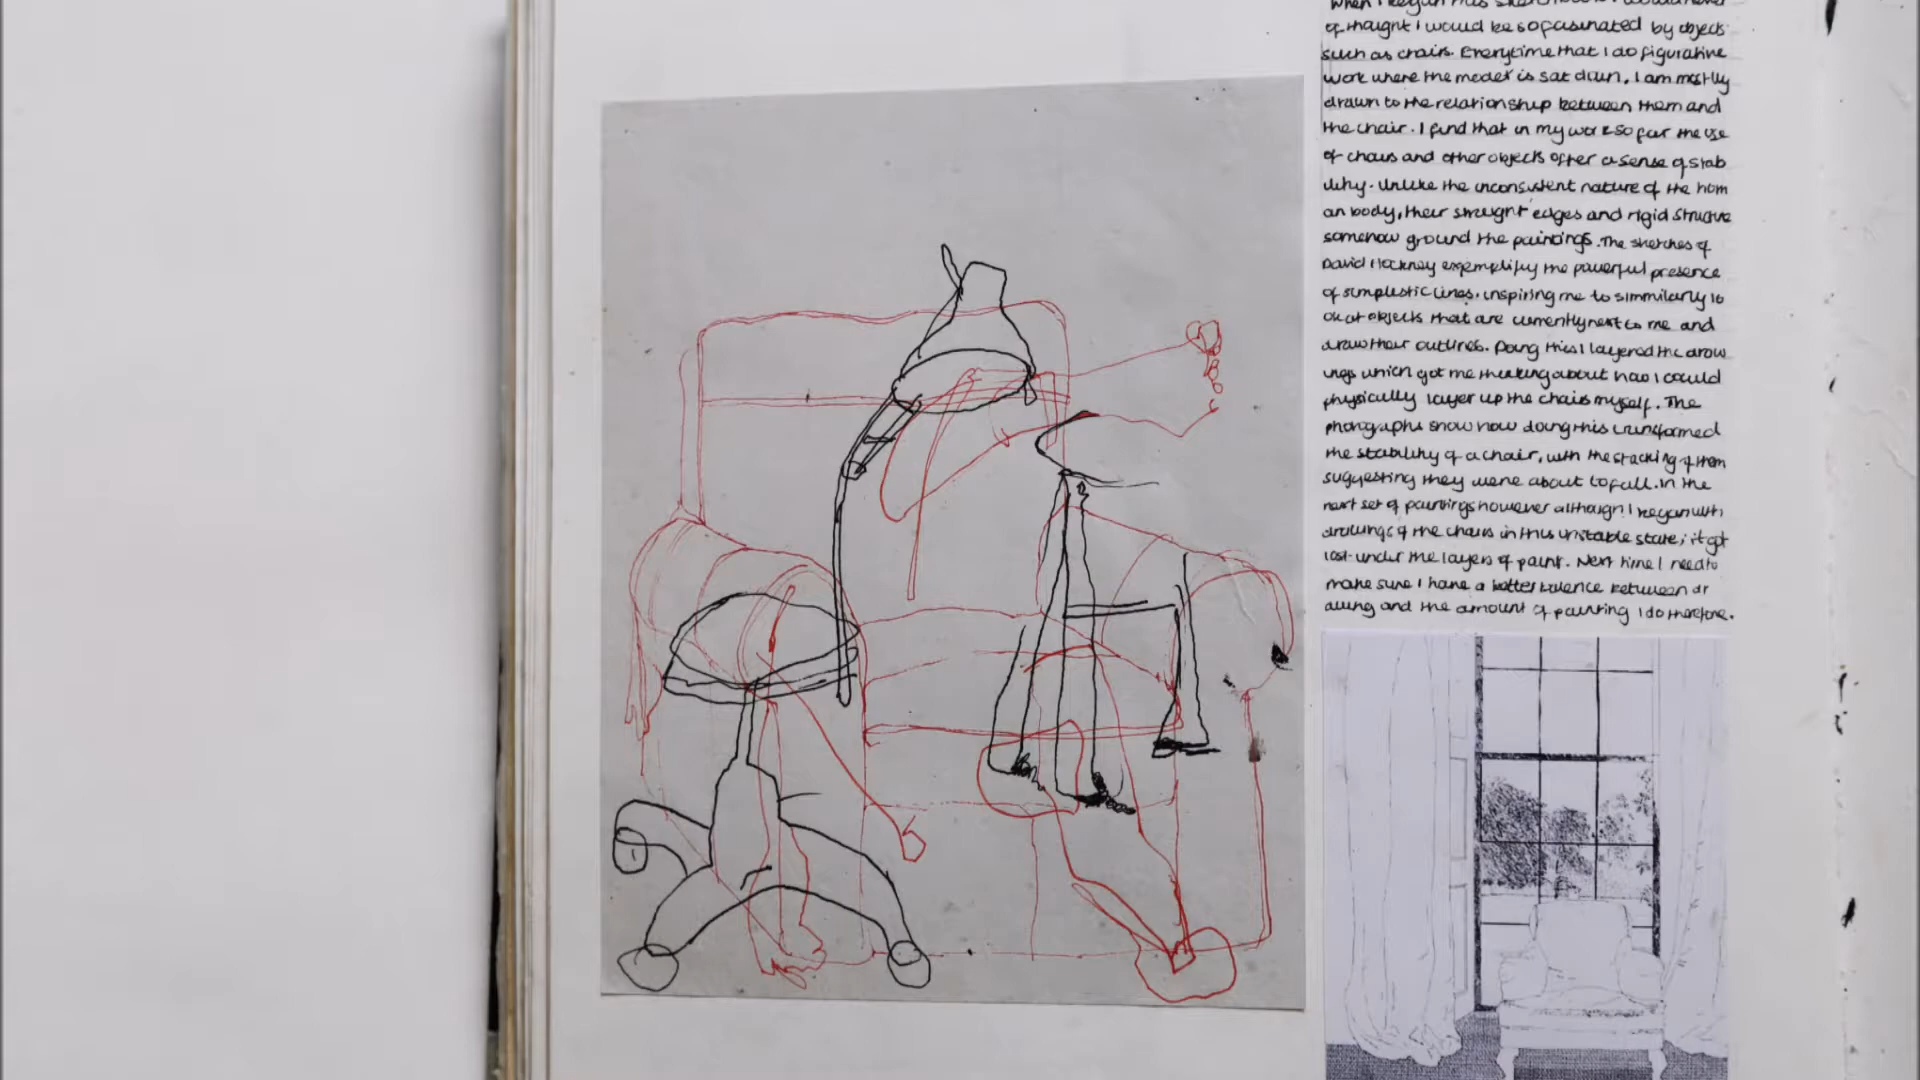 when I began this sketchbook I would never
of thought I would be so fasinated by objects
such as chairs. Everytime that I do figurative
work where the model is sat down, I am mostly
drawn to the relationship between them and
the chair. I find that in my work so far the use
of chairs and other objects offer a sense of stab
ility. Unlike the inconsistent nature of the hum
an body, their straight edges and rigid structure
somehow ground the paintings. The sketches of
David Hockney exemplify the powerful presence
of simplistic lines, inspiring me to simmilarly lo
ok at objects that are currently next to me and
draw their outlines. Doing this I layered the draw
ings which got me thinking about how I could
physically layer up the chairs myself. The
photographs show how doing this transformed
the stability of a chair, with the stacking of them
suggesting they were about to fall. In the
next set of paintings however although I began with
drawings of the chairs in this unstable state, it got
lost under the layers of paint. Next time I need to
make sure I have a better balance between dr
awing and the amount of painting I do therefore.